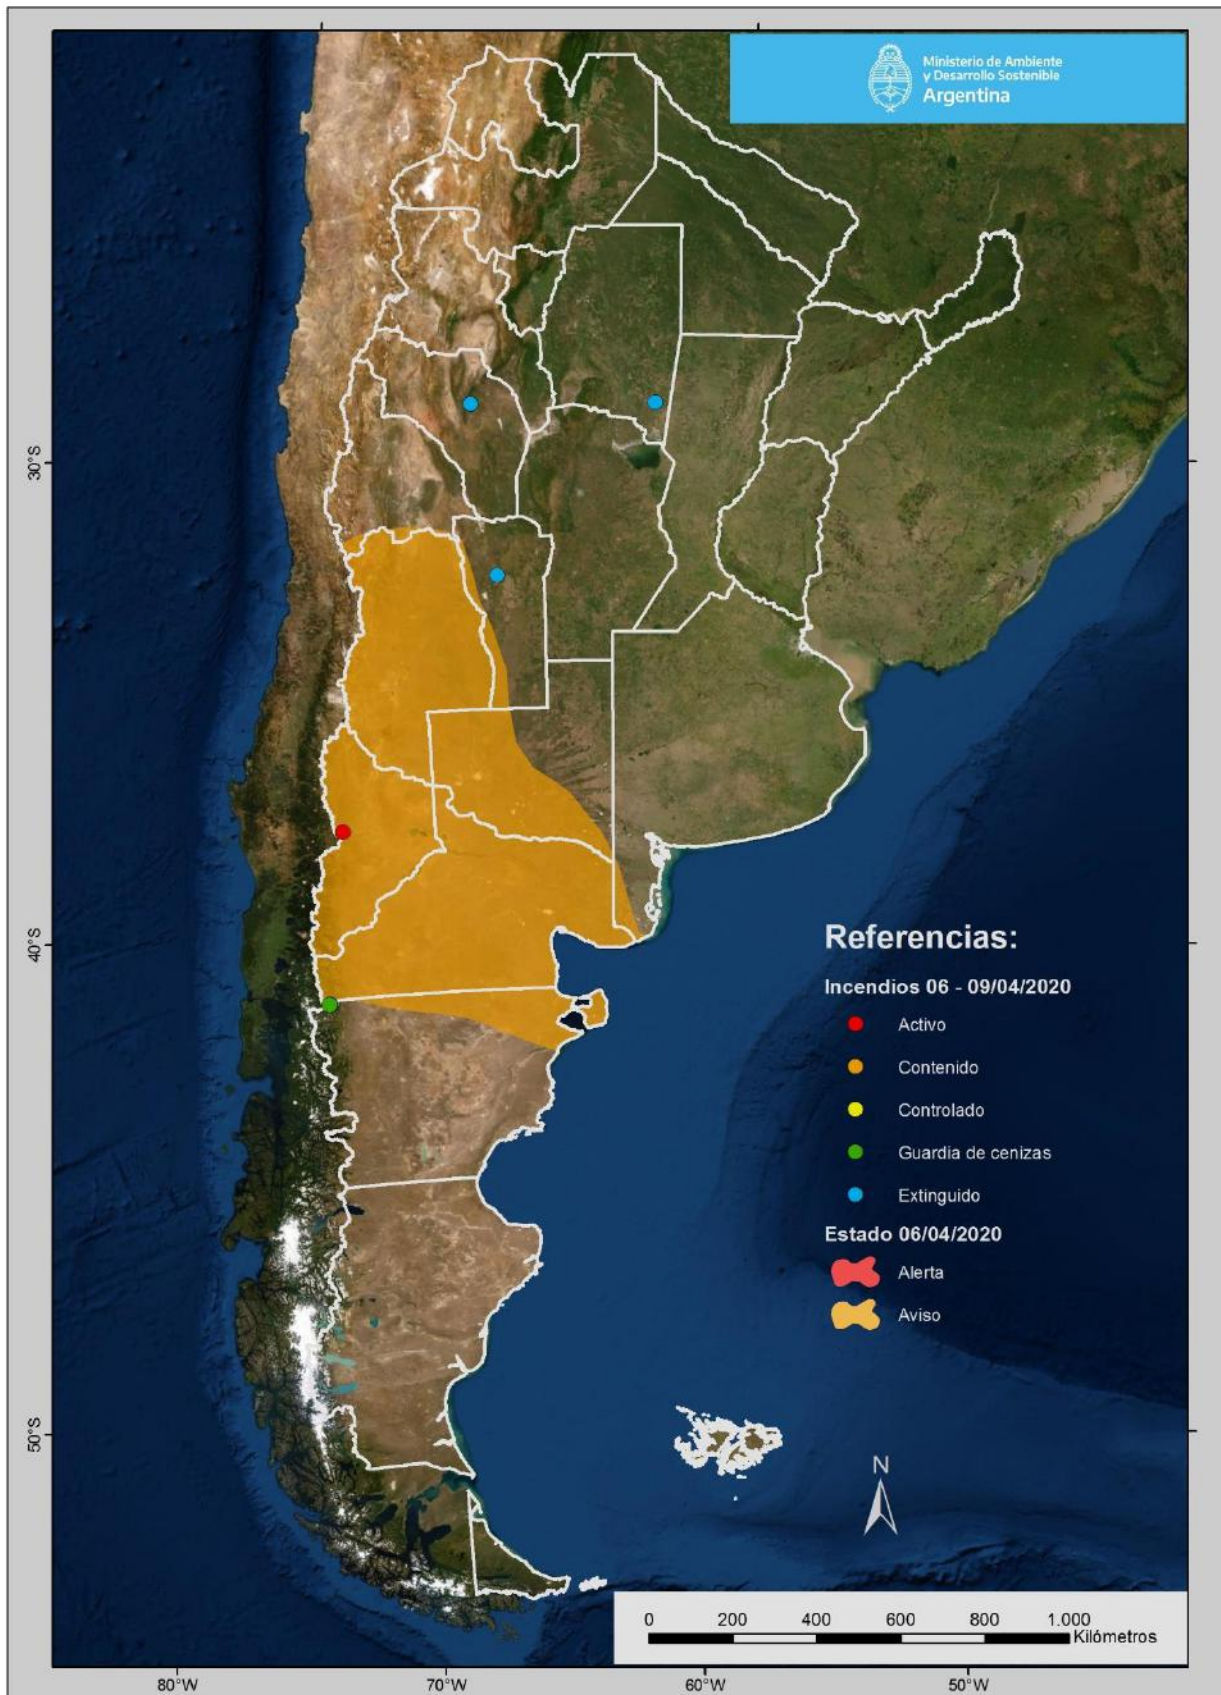 Ministerio de Ambiente
y Desarrollo Sostenible
Argentina
30°S
40°S
50°S
Referencias:
Incendios 06 - 09/04/2020
Activo
Contenido
Controlado
Guardia de cenizas
Extinguido
Estado 06/04/2020
Alerta
Aviso
N
0 200 400 600 800 1.000
Kilómetros
80°W 70°W 60°W 50°W